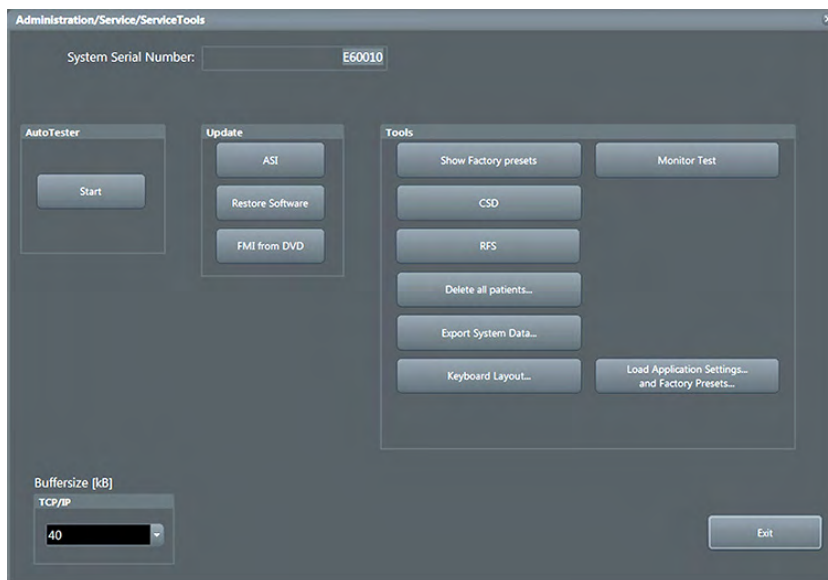 Administration/Service/ServiceTools
System Serial Number:
E60010
AutoTester
Start
Update
ASI
Restore Software
FMI from DVD
Tools
Show Factory presets
Monitor Test
CSD
RFS
Delete all patients...
Export System Data...
Keyboard Layout...
Load Application Settings...
and Factory Presets...
Buffersize [kB]
TCP/IP
40
Exit